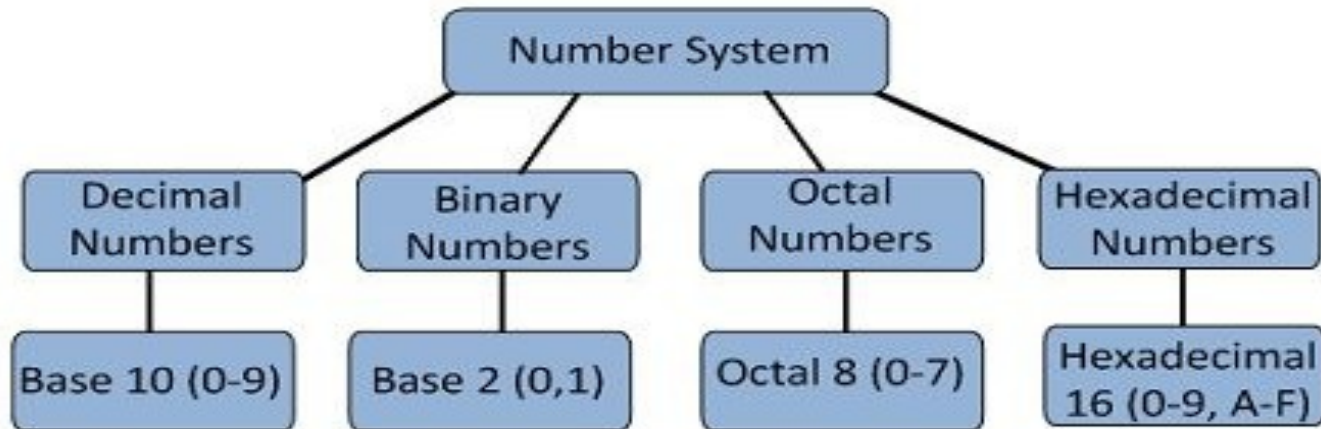 Number System
Decimal
Numbers
Binary
Numbers
Octal
Numbers
Hexadecimal
Numbers
Base 10 (0-9)
Base 2 (0,1)
Octal 8 (0-7)
Hexadecimal
16 (0-9, A-F)